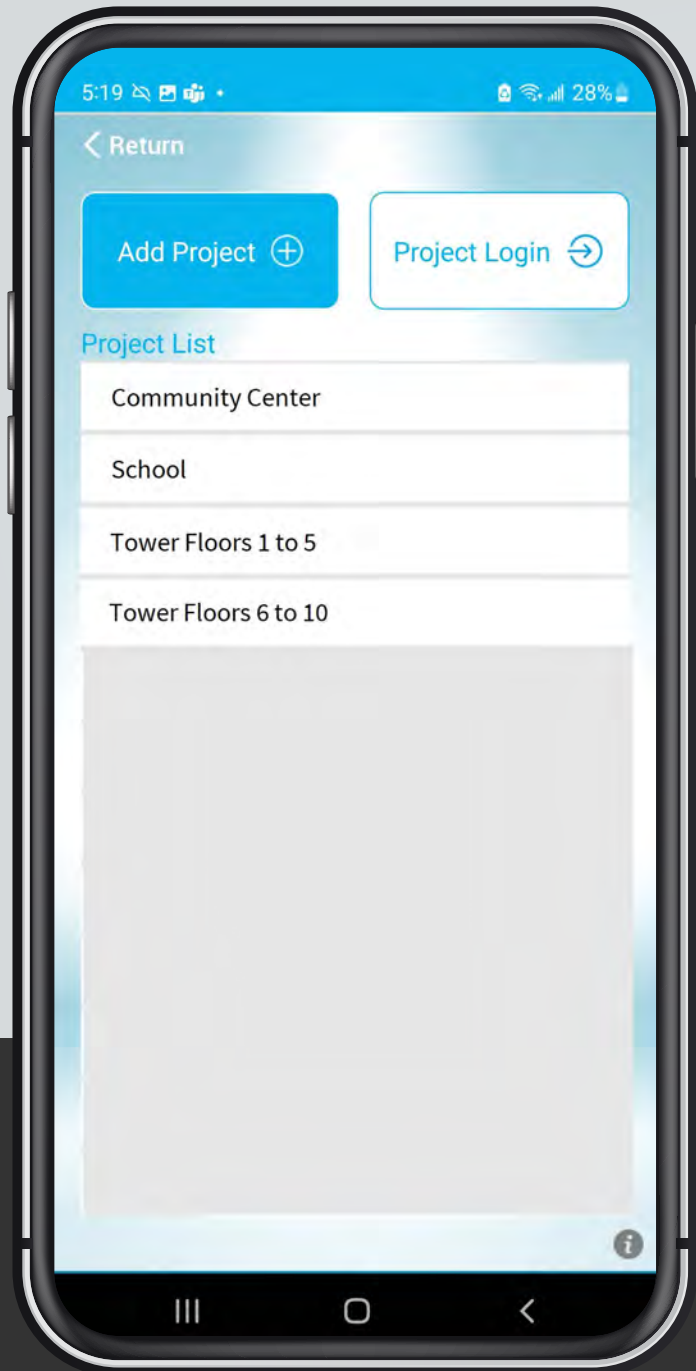 5:19
28%
Return
Add Project
Project Login
Project List
Community Center
School
Tower Floors 1 to 5
Tower Floors 6 to 10